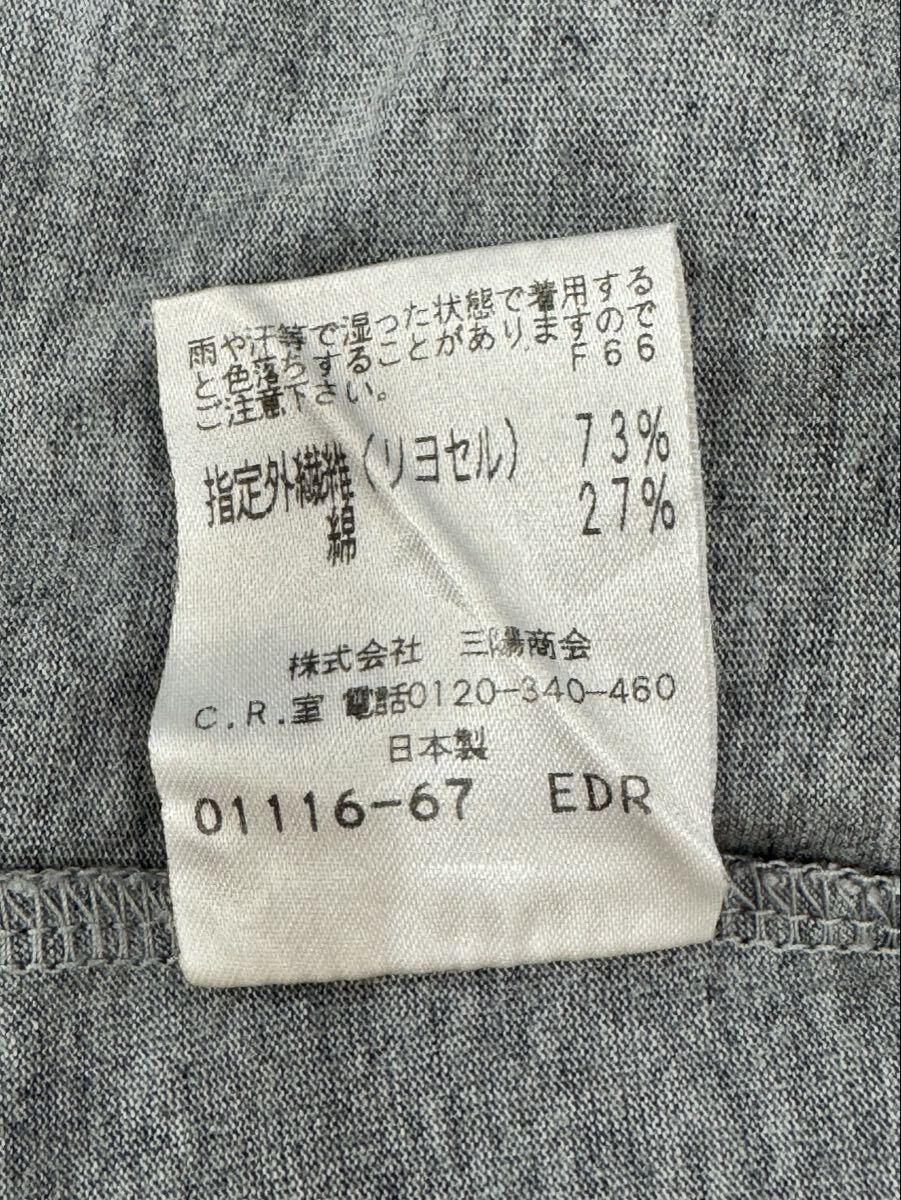 雨や汗等で湿った状態で着用する
と色落ちすることがありますので
ご注意下さい。 F66
指定外繊維(リヨセル) 73%
綿 27%
株式会社 三陽商会
C.R.室 電話0120-340-460
日本製
01116-67 EDR